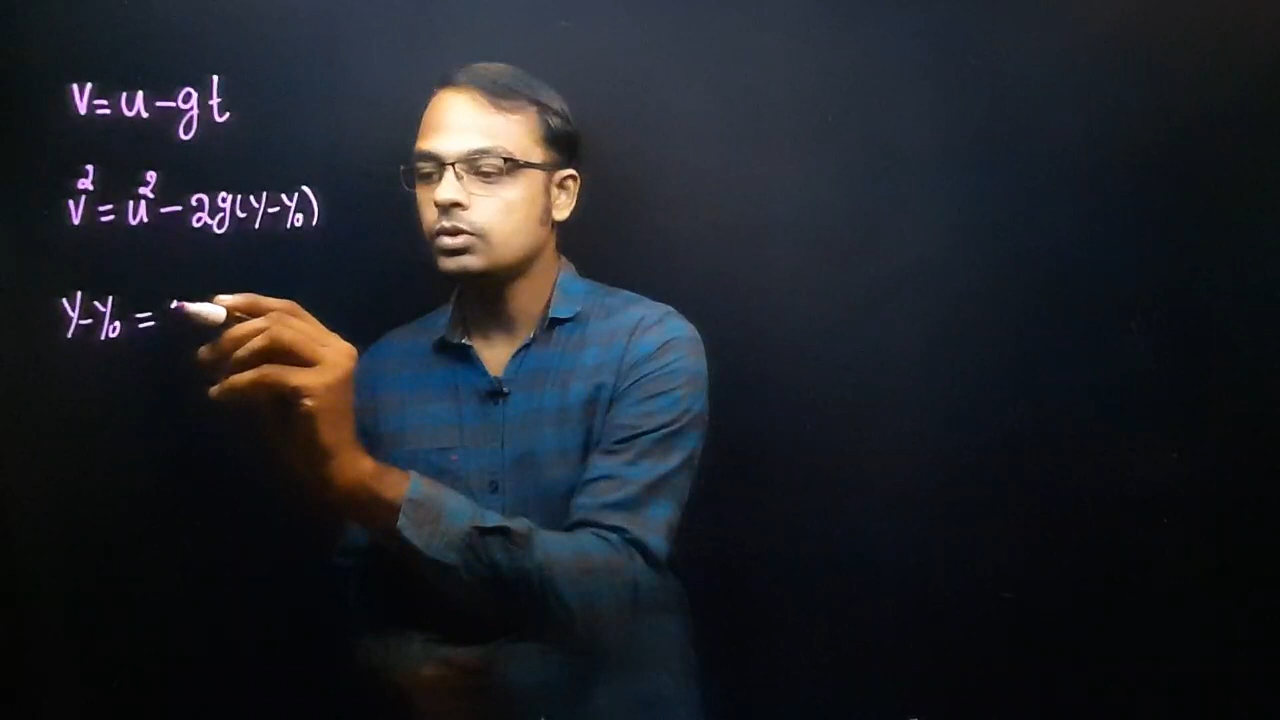 v = u - gt
v² = u² - 2g(y - y₀)
y - y₀ =